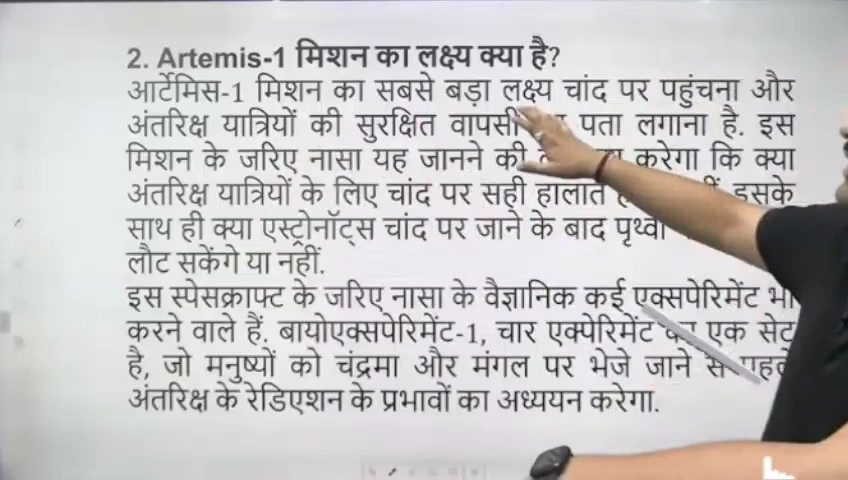 2. Artemis-1 मिशन का लक्ष्य क्या है?
आर्टेमिस-1 मिशन का सबसे बड़ा लक्ष्य चांद पर पहुंचना और
अंतरिक्ष यात्रियों की सुरक्षित वापसी पता लगाना है. इस
मिशन के जरिए नासा यह जानने की करेगा कि क्या
अंतरिक्ष यात्रियों के लिए चांद पर सही हालात इसके
साथ ही क्या एस्ट्रोनॉट्स चांद पर जाने के बाद पृथ्वी
लौट सकेंगे या नहीं.
इस स्पेसक्राफ्ट के जरिए नासा के वैज्ञानिक कई एक्सपेरिमेंट भी
करने वाले हैं. बायोएक्सपेरिमेंट-1, चार एक्पेरिमेंट का एक सेट
है, जो मनुष्यों को चंद्रमा और मंगल पर भेजे जाने से
अंतरिक्ष के रेडिएशन के प्रभावों का अध्ययन करेगा.